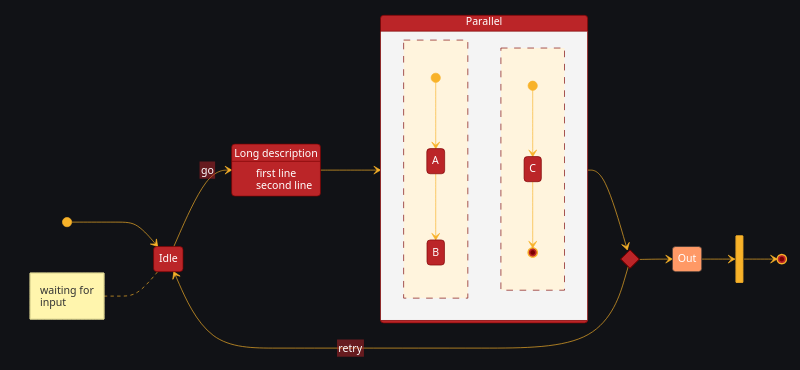 Parallel
A
B
C
go
Long description
first line
second line
Idle
waiting for
input
Out
retry